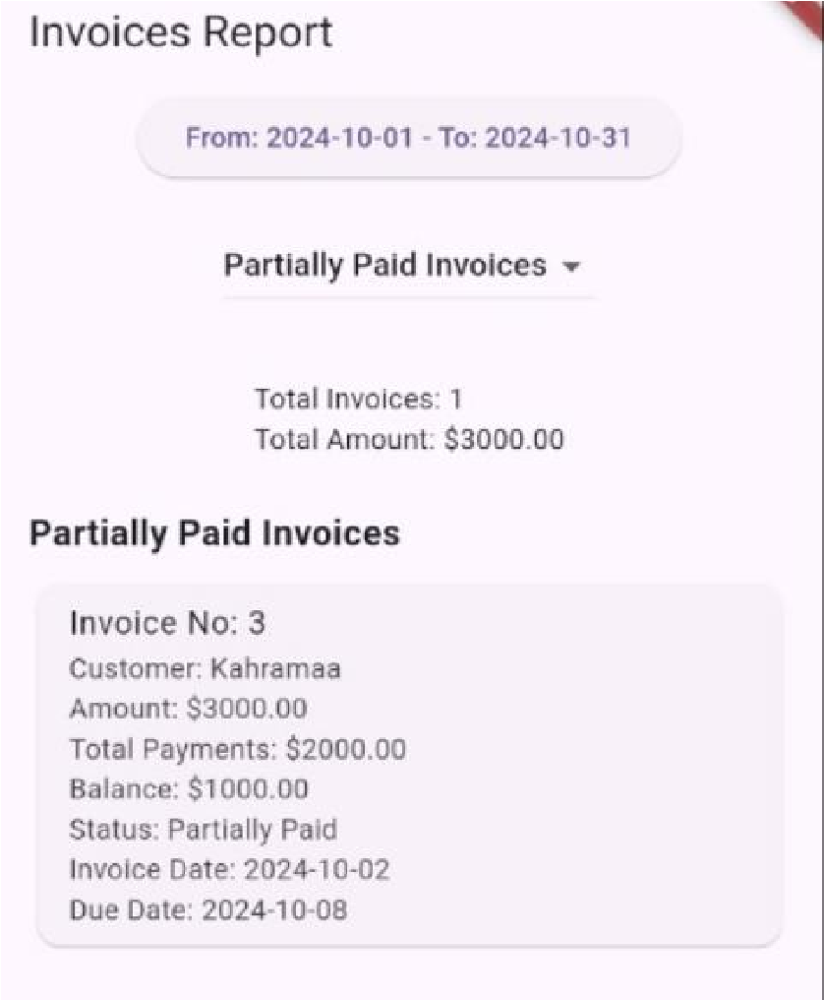 Invoices Report
From: 2024-10-01 - To: 2024-10-31
Partially Paid Invoices
Total Invoices: 1
Total Amount: $3000.00
Partially Paid Invoices
Invoice No: 3
Customer: Kahramaa
Amount: $3000.00
Total Payments: $2000.00
Balance: $1000.00
Status: Partially Paid
Invoice Date: 2024-10-02
Due Date: 2024-10-08